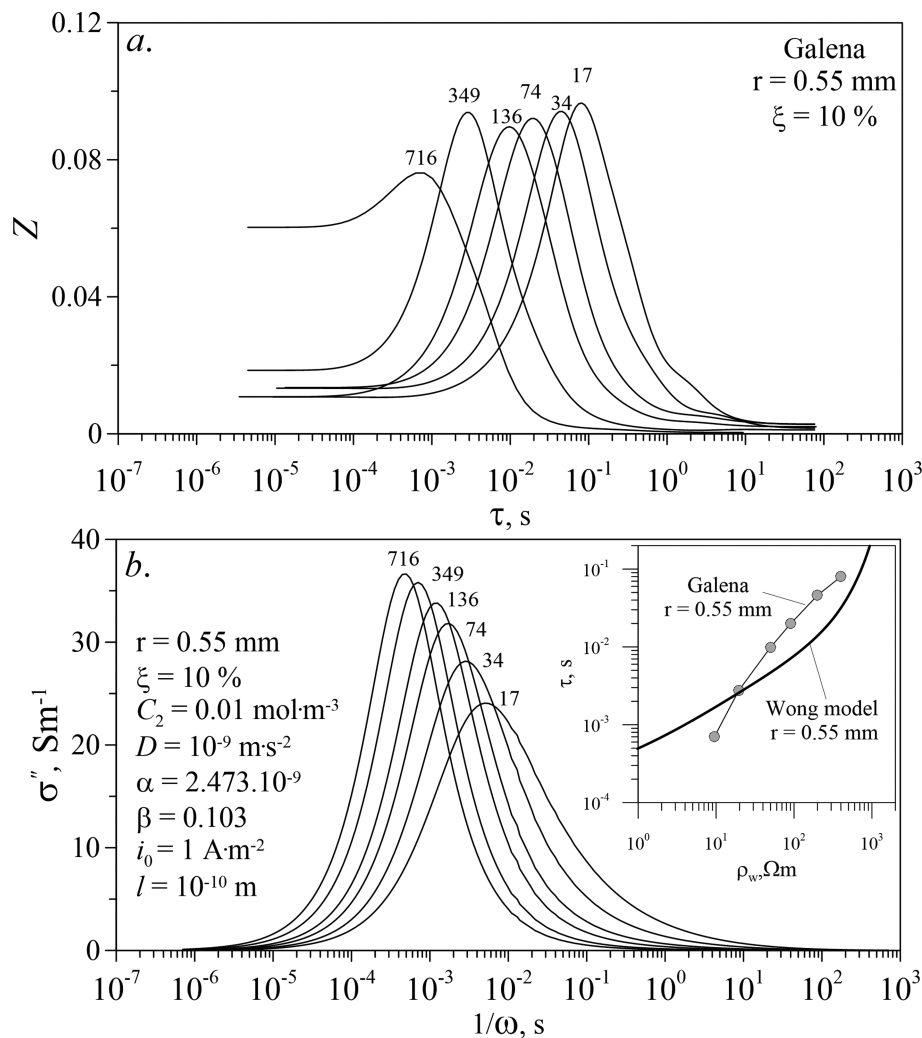 a.
Galena
r = 0.55 mm
ξ = 10 %
0.12
0.08
0.04
0
Z
716
349
136
74
34
17
10⁻⁷ 10⁻⁶ 10⁻⁵ 10⁻⁴ 10⁻³ 10⁻² 10⁻¹ 10⁰ 10¹ 10² 10³
τ, s
b.
40
30
20
10
0
σ'', Sm⁻¹
716
349
136
74
34
17
r = 0.55 mm
ξ = 10 %
C₂ = 0.01 mol·m⁻³
D = 10⁻⁹ m·s⁻²
α = 2.473.10⁻⁹
β = 0.103
i₀ = 1 A·m⁻²
l = 10⁻¹⁰ m
10⁻¹
10⁻²
10⁻³
10⁻⁴
τ, s
Galena
r = 0.55 mm
Wong model
r = 0.55 mm
10⁰ 10¹ 10² 10³
ρw,Ωm
10⁻⁷ 10⁻⁶ 10⁻⁵ 10⁻⁴ 10⁻³ 10⁻² 10⁻¹ 10⁰ 10¹ 10² 10³
1/ω, s